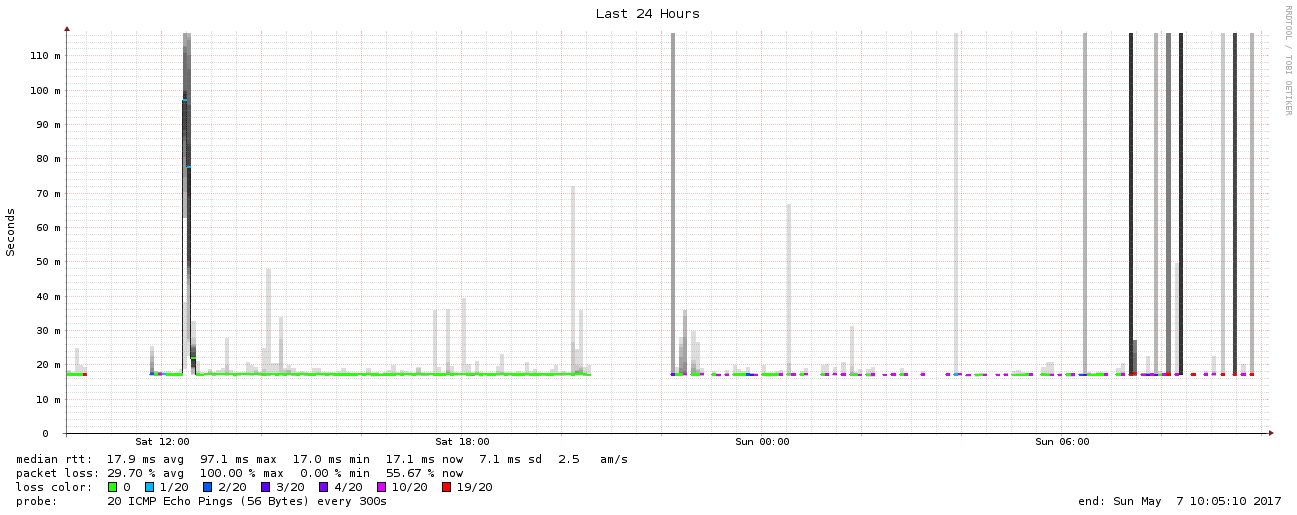 Last 24 Hours
RRDTOOL / TOBI OETIKER
Seconds
110 m
100 m
90 m
80 m
70 m
60 m
50 m
40 m
30 m
20 m
10 m
0
Sat 12:00 Sat 18:00 Sun 00:00 Sun 06:00
median rtt: 17.9 ms avg 97.1 ms max 17.0 ms min 17.1 ms now 7.1 ms sd 2.5 am/s
packet loss: 29.70 % avg 100.00 % max 0.00 % min 55.67 % now
loss color: 0 1/20 2/20 3/20 4/20 10/20 19/20
probe: 20 ICMP Echo Pings (56 Bytes) every 300s end: Sun May 7 10:05:10 2017